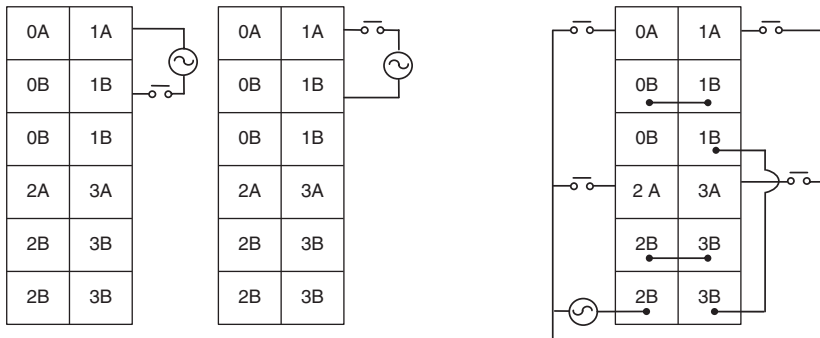 0A 1A 0A 1A 0A 1A
0B 1B 0B 1B 0B 1B
0B 1B 0B 1B 0B 1B
2A 3A 2A 3A 2 A 3A
2B 3B 2B 3B 2B 3B
2B 3B 2B 3B 2B 3B